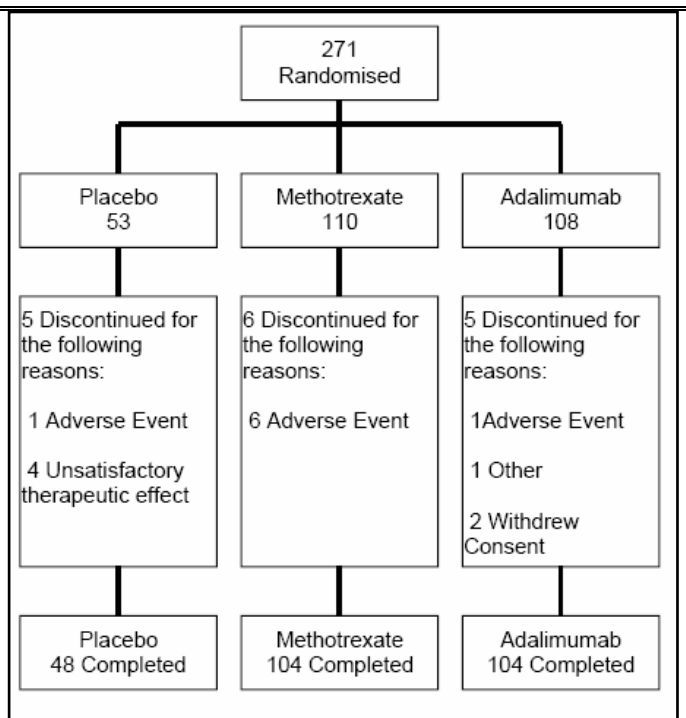 271
Randomised
Placebo
53
Methotrexate
110
Adalimumab
108
5 Discontinued for
the following
reasons:
1 Adverse Event
4 Unsatisfactory
therapeutic effect
6 Discontinued for
the following
reasons:
6 Adverse Event
5 Discontinued for
the following
reasons:
1Adverse Event
1 Other
2 Withdrew
Consent
Placebo
48 Completed
Methotrexate
104 Completed
Adalimumab
104 Completed